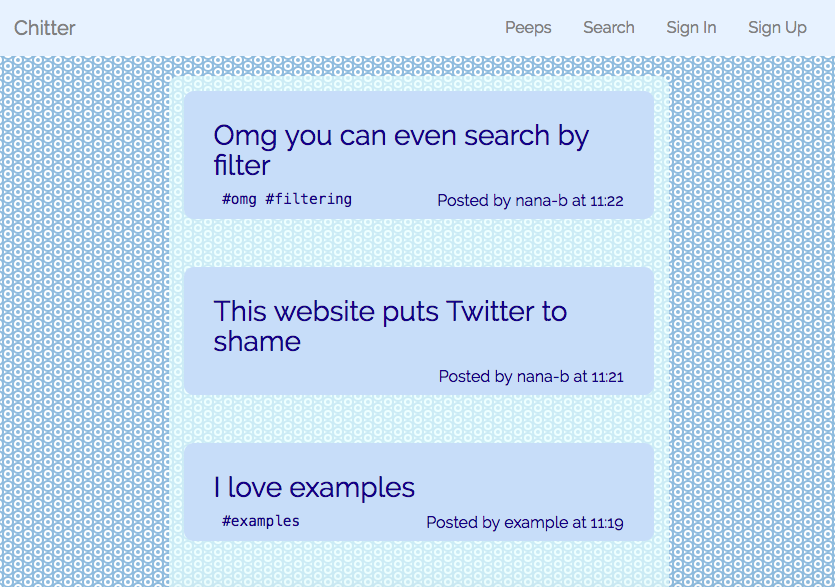 Chitter Peeps Search Sign In Sign Up
Omg you can even search by
filter
#omg #filtering Posted by nana-b at 11:22
This website puts Twitter to
shame
Posted by nana-b at 11:21
I love examples
#examples Posted by example at 11:19